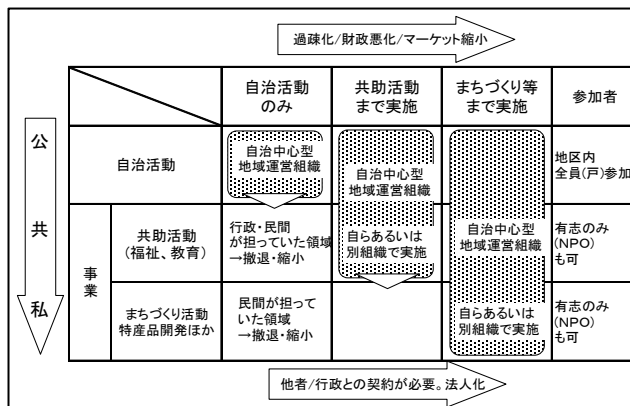 過疎化/財政悪化/マーケット縮小
自治活動
のみ
共助活動
まで実施
まちづくり等
まで実施
参加者
公
共
私
自治活動
自治中心型
地域運営組織
自治中心型
地域運営組織
地区内
全員(戸)参加
事
業
共助活動
(福祉、教育)
行政・民間
が担っていた領域
→撤退・縮小
自らあるいは
別組織で実施
自治中心型
地域運営組織
有志のみ
(NPO)
も可
まちづくり活動
特産品開発ほか
民間が担って
いた領域
→撤退・縮小
自らあるいは
別組織で実施
有志のみ
(NPO)
も可
他者/行政との契約が必要。法人化